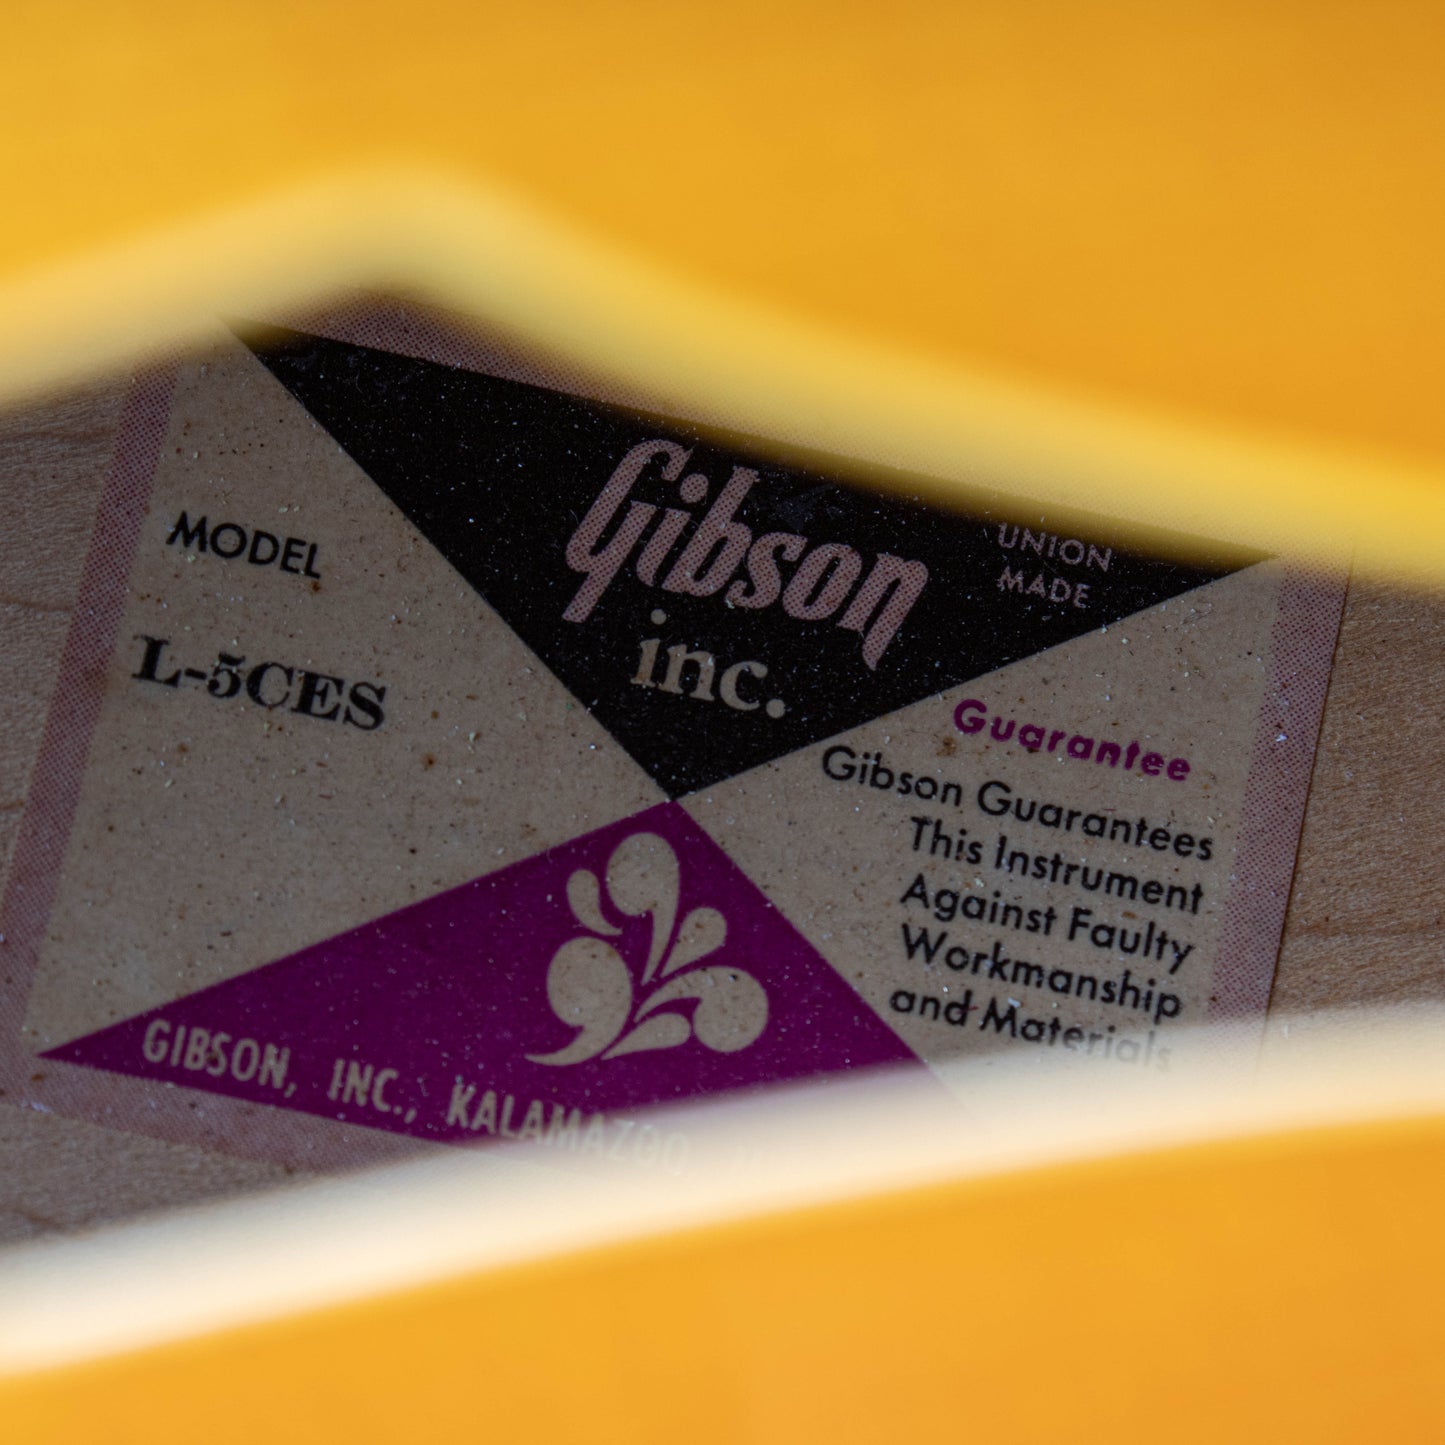 MODEL
L-5CES
Gibson
inc.
UNION
MADE
Guarantee
Gibson Guarantees
This Instrument
Against Faulty
Workmanship
and Materials
GIBSON, INC., KALAMAZOO